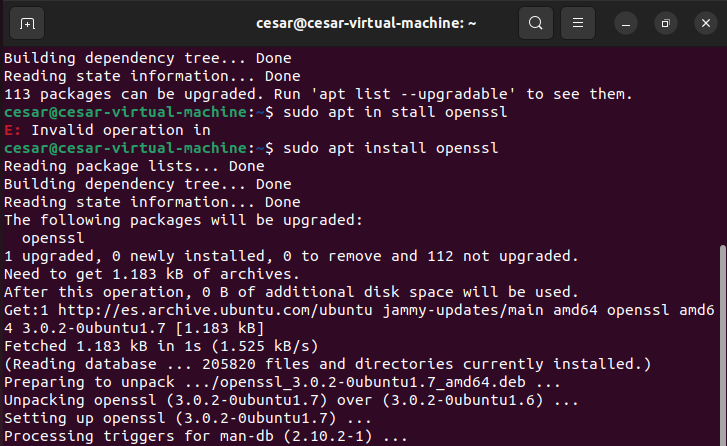 cesar@cesar-virtual-machine: ~
Building dependency tree... Done
Reading state information... Done
113 packages can be upgraded. Run 'apt list --upgradable' to see them.
cesar@cesar-virtual-machine:~$ sudo apt in stall openssl
E: Invalid operation in
cesar@cesar-virtual-machine:~$ sudo apt install openssl
Reading package lists... Done
Building dependency tree... Done
Reading state information... Done
The following packages will be upgraded:
  openssl
1 upgraded, 0 newly installed, 0 to remove and 112 not upgraded.
Need to get 1.183 kB of archives.
After this operation, 0 B of additional disk space will be used.
Get:1 http://es.archive.ubuntu.com/ubuntu jammy-updates/main amd64 openssl amd6
4 3.0.2-0ubuntu1.7 [1.183 kB]
Fetched 1.183 kB in 1s (1.525 kB/s)
(Reading database ... 205820 files and directories currently installed.)
Preparing to unpack .../openssl_3.0.2-0ubuntu1.7_amd64.deb ...
Unpacking openssl (3.0.2-0ubuntu1.7) over (3.0.2-0ubuntu1.6) ...
Setting up openssl (3.0.2-0ubuntu1.7) ...
Processing triggers for man-db (2.10.2-1) ...